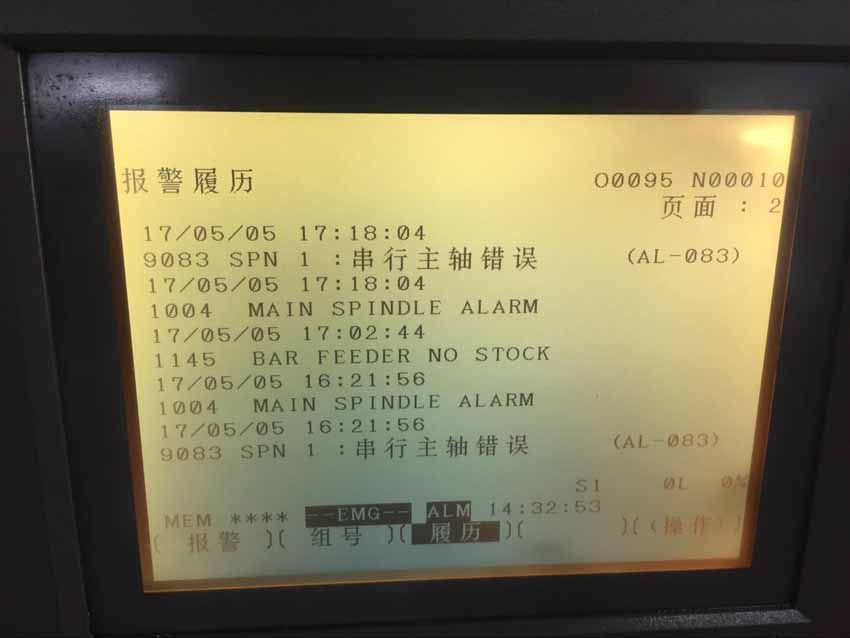 报警履历 O0095 N00010
页面 : 2
17/05/05 17:18:04
9083 SPN 1 :串行主轴错误 (AL-083)
17/05/05 17:18:04
1004 MAIN SPINDLE ALARM
17/05/05 17:02:44
1145 BAR FEEDER NO STOCK
17/05/05 16:21:56
1004 MAIN SPINDLE ALARM
17/05/05 16:21:56
9083 SPN 1 :串行主轴错误 (AL-083)
S1 0L 0%
MEM **** --EMG-- ALM 14:32:53
( 报警 )( 组号 )( 履历 )( )( (操作) )